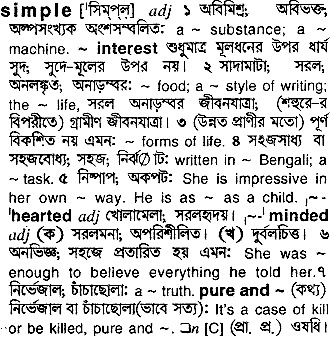 simple [ˈসিম্প্‌ল্] adj ১ অবিমিশ্র; অবিভক্ত;
অল্পসংখ্যক অংশসম্বলিত: a ~ substance; a ~
machine. ~ interest শুধুমাত্র মূলধনের উপর ধার্য
সুদ; সুদে-মূলের উপর নয়। ২ সাদামাটা; সরল;
অনলঙ্কৃত; অনাড়ম্বর: ~ food; a ~ style of writing;
the ~ life, সরল অনাড়ম্বর জীবনযাত্রা; (শহুরে-র
বিপরীতে) গ্রামীণ জীবনযাত্রা। ৩ (উন্নত প্রাণীর মতো) পূর্ণ
বিকশিত নয় এমন: ~ forms of life. ৪ সহজসাধ্য বা
সহজবোধ্য; সহজ; নির্ঝঞ্ঝাট: written in ~ Bengali; a
~ task. ৫ নিষ্পাপ; অকপট: She is impressive in
her own ~ way. He is as ~ as a child. ˌ~-ˈ
hearted adj খোলামেলা; সরলহৃদয়। ˌ~-ˈ minded
adj (ক) সরলমনা; অপরিশীলিত। (খ) দুর্বলচিত্ত। ৬
অনভিজ্ঞ; সহজে প্রতারিত হয় এমন: She was ~
enough to believe everything he told her.৭
নির্ভেজাল; চাঁচাছোলা: a ~ truth. pure and ~ (কথ্য)
নির্ভেজাল বা চাঁচাছোলা(ভাবে সত্য): It's a case of kill
or be killed, pure and ~. □n [C] (প্রা. প্র.) ওষধি।